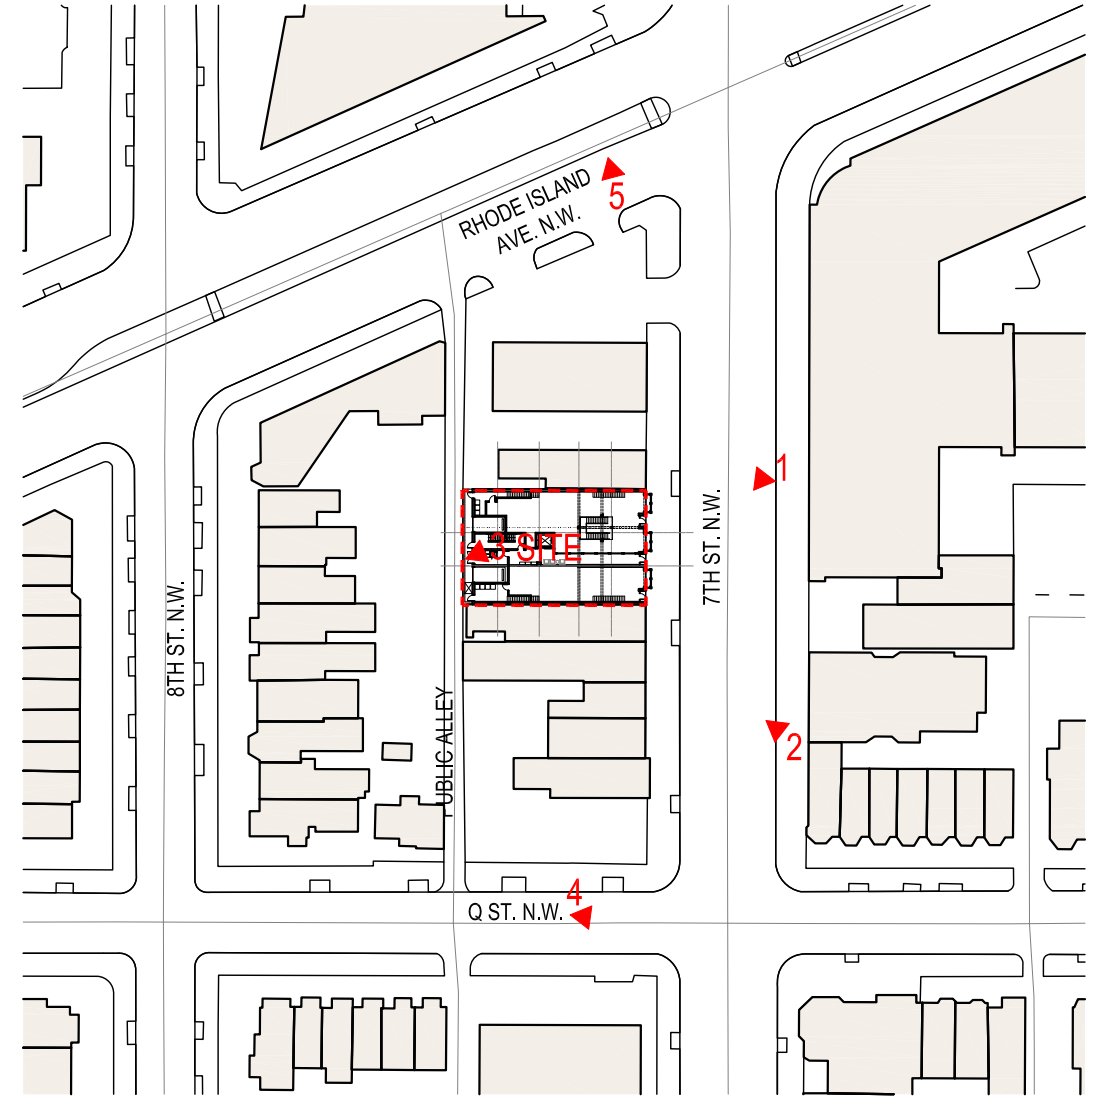 RHODE ISLAND
AVE. N.W.
5
1
7TH ST. N.W.
3 SITE
8TH ST. N.W.
PUBLIC ALLEY
2
4
Q ST. N.W.